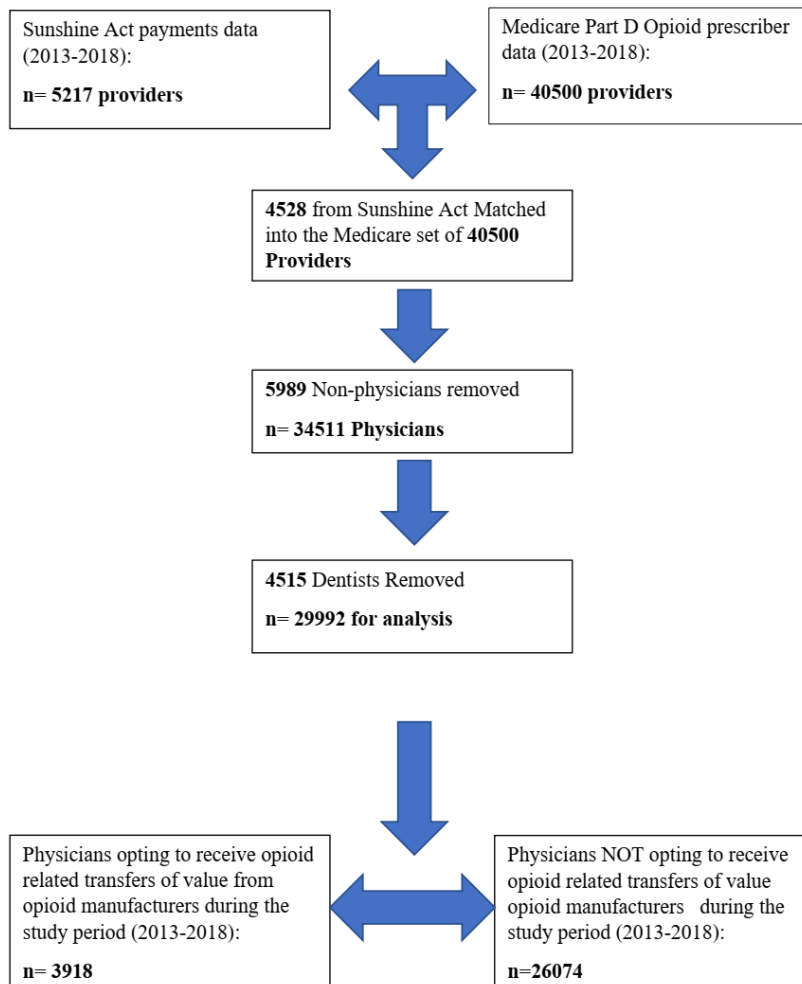 Sunshine Act payments data
(2013-2018):
n= 5217 providers
Medicare Part D Opioid prescriber
data (2013-2018):
n= 40500 providers
4528 from Sunshine Act Matched
into the Medicare set of 40500
Providers
5989 Non-physicians removed
n= 34511 Physicians
4515 Dentists Removed
n= 29992 for analysis
Physicians opting to receive opioid
related transfers of value from
opioid manufacturers during the
study period (2013-2018):
n= 3918
Physicians NOT opting to receive
opioid related transfers of value
opioid manufacturers during the
study period (2013-2018):
n=26074